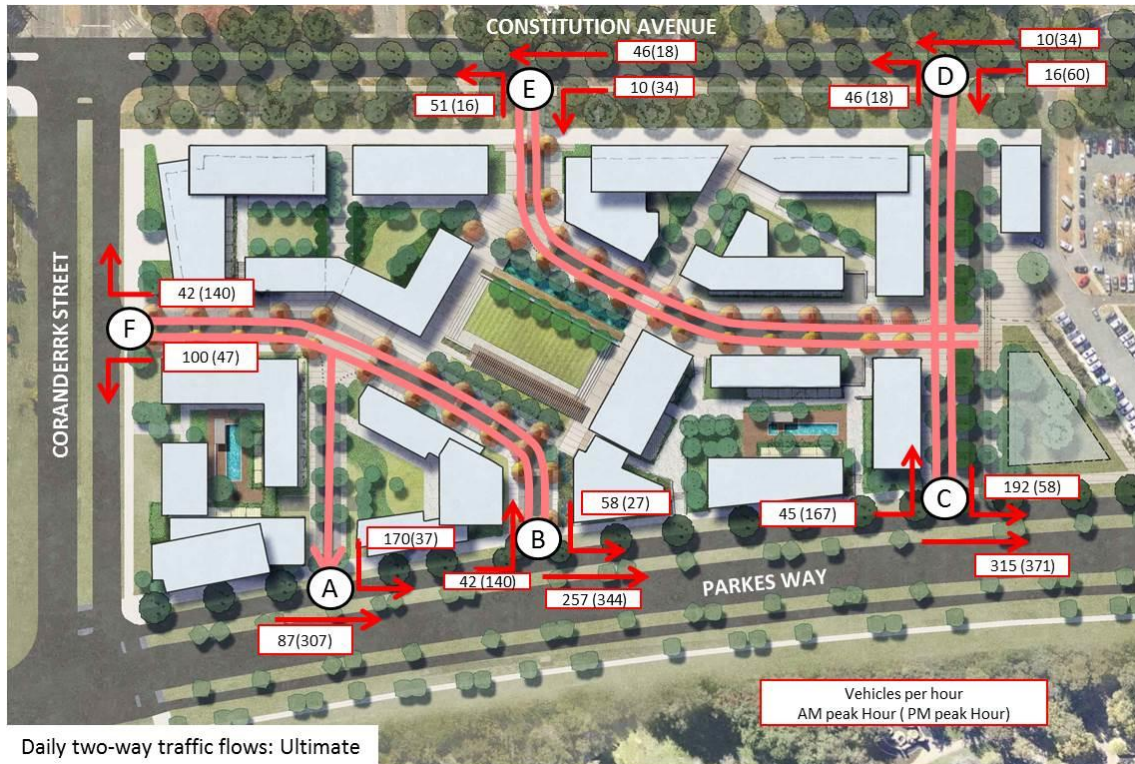 CONSTITUTION AVENUE
46(18)
10(34)
51 (16)
E
10 (34)
46 (18)
D
16(60)
CORANDERRK STREET
42 (140)
F
100 (47)
170(37)
A
87(307)
42 (140)
B
58 (27)
257 (344)
45 (167)
C
192 (58)
315 (371)
PARKES WAY
Vehicles per hour
AM peak Hour ( PM peak Hour)
Daily two-way traffic flows: Ultimate